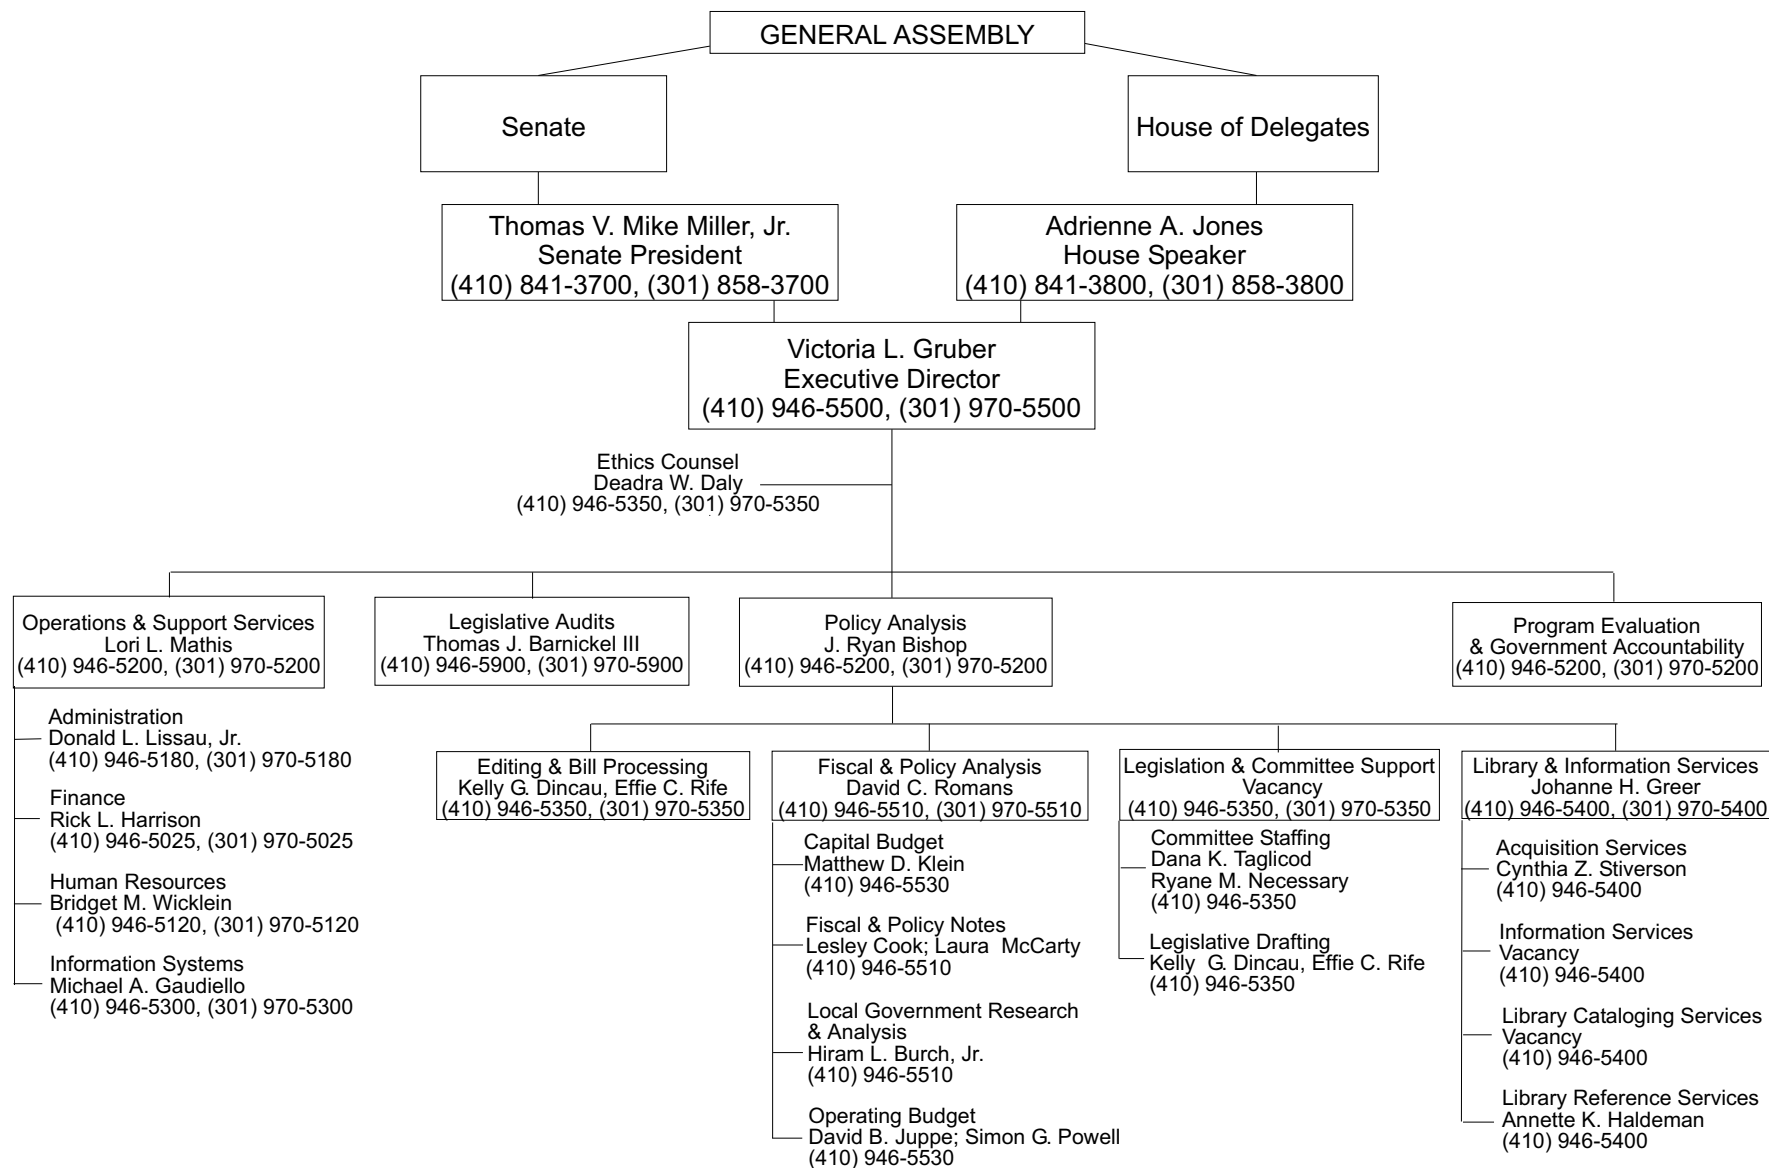 GENERAL ASSEMBLY
Senate
House of Delegates
Thomas V. Mike Miller, Jr.
Senate President
(410) 841-3700, (301) 858-3700
Adrienne A. Jones
House Speaker
(410) 841-3800, (301) 858-3800
Victoria L. Gruber
Executive Director
(410) 946-5500, (301) 970-5500
Ethics Counsel
Deadra W. Daly
(410) 946-5350, (301) 970-5350
Operations & Support Services
Lori L. Mathis
(410) 946-5200, (301) 970-5200
Legislative Audits
Thomas J. Barnickel III
(410) 946-5900, (301) 970-5900
Policy Analysis
J. Ryan Bishop
(410) 946-5200, (301) 970-5200
Program Evaluation
& Government Accountability
(410) 946-5200, (301) 970-5200
Administration
Donald L. Lissau, Jr.
(410) 946-5180, (301) 970-5180
Finance
Rick L. Harrison
(410) 946-5025, (301) 970-5025
Human Resources
Bridget M. Wicklein
(410) 946-5120, (301) 970-5120
Information Systems
Michael A. Gaudiello
(410) 946-5300, (301) 970-5300
Editing & Bill Processing
Kelly G. Dincau, Effie C. Rife
(410) 946-5350, (301) 970-5350
Fiscal & Policy Analysis
David C. Romans
(410) 946-5510, (301) 970-5510
Capital Budget
Matthew D. Klein
(410) 946-5530
Fiscal & Policy Notes
Lesley Cook; Laura McCarty
(410) 946-5510
Local Government Research
& Analysis
Hiram L. Burch, Jr.
(410) 946-5510
Operating Budget
David B. Juppe; Simon G. Powell
(410) 946-5530
Legislation & Committee Support
Vacancy
(410) 946-5350, (301) 970-5350
Committee Staffing
Dana K. Taglicod
Ryane M. Necessary
(410) 946-5350
Legislative Drafting
Kelly G. Dincau, Effie C. Rife
(410) 946-5350
Library & Information Services
Johanne H. Greer
(410) 946-5400, (301) 970-5400
Acquisition Services
Cynthia Z. Stiverson
(410) 946-5400
Information Services
Vacancy
(410) 946-5400
Library Cataloging Services
Vacancy
(410) 946-5400
Library Reference Services
Annette K. Haldeman
(410) 946-5400